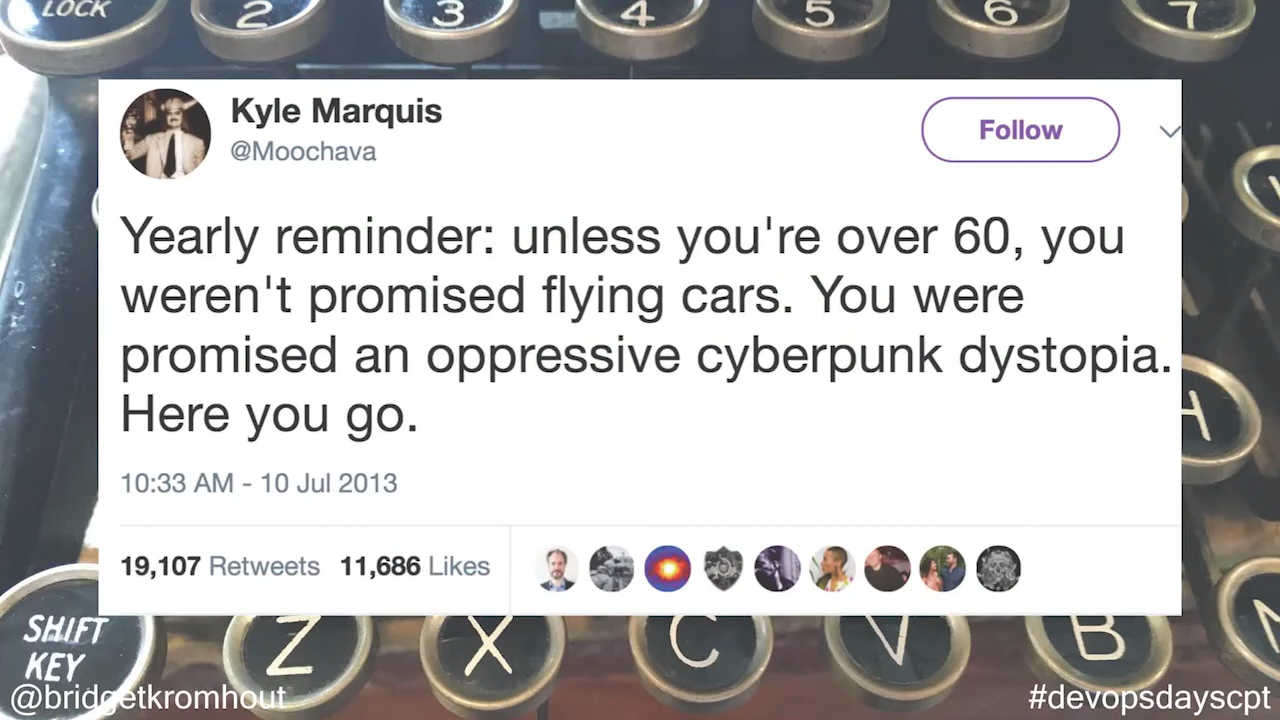 LOCK 2 3 4 5 6 7
Kyle Marquis
@Moochava
Follow
Yearly reminder: unless you're over 60, you
weren't promised flying cars. You were
promised an oppressive cyberpunk dystopia.
Here you go.
10:33 AM - 10 Jul 2013
19,107 Retweets 11,686 Likes
H
SHIFT
KEY
Z X C V B
@bridgetkromhout
#devopsdayscpt